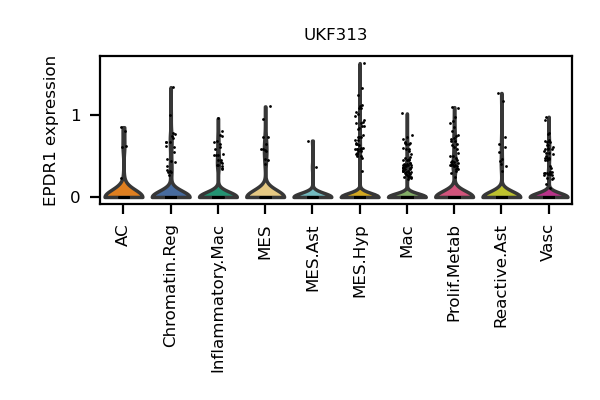 UKF313
EPDR1 expression
1
0
AC
Chromatin.Reg
Inflammatory.Mac
MES
MES.Ast
MES.Hyp
Mac
Prolif.Metab
Reactive.Ast
Vasc